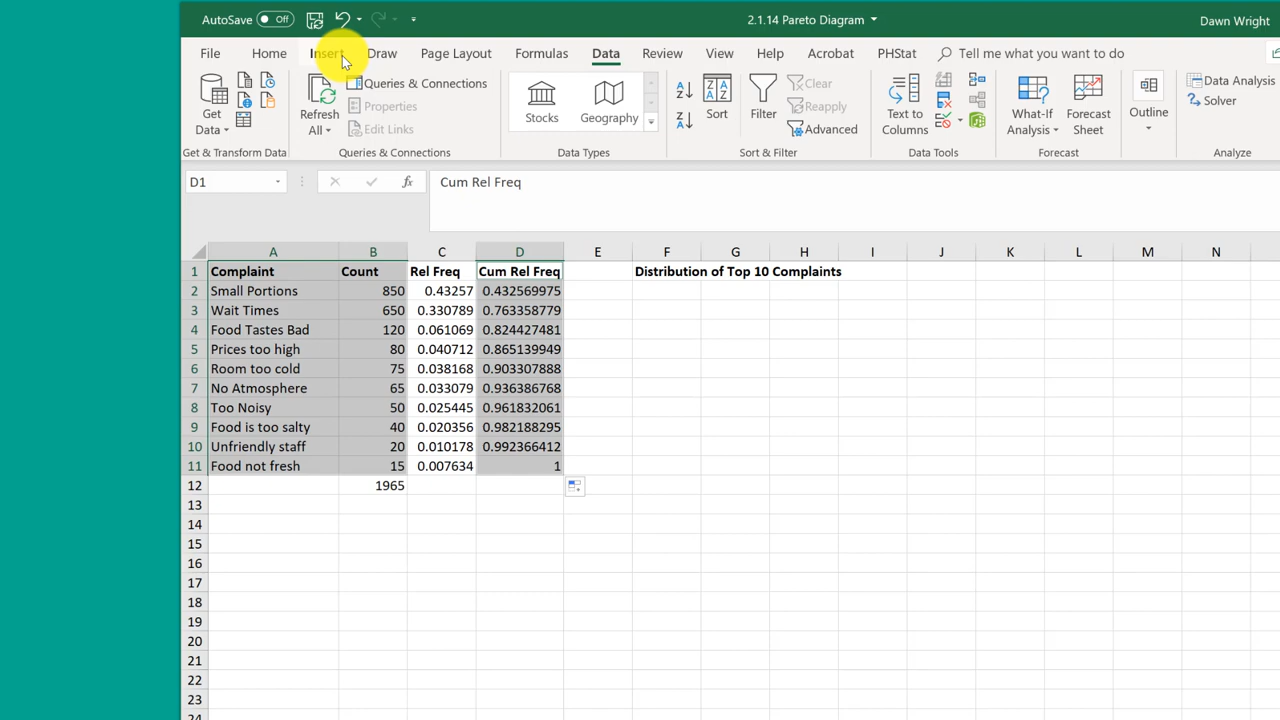 AutoSave Off 2.1.14 Pareto Diagram Dawn Wright
File Home Insert Draw Page Layout Formulas Data Review View Help Acrobat PHStat Tell me what you want to do
Get Data Refresh All Queries & Connections Properties Edit Links Stocks Geography Sort Filter Clear Reapply Advanced Text to Columns What-If Analysis Forecast Sheet Outline Data Analysis Solver
Get & Transform Data Queries & Connections Data Types Sort & Filter Data Tools Forecast Analyze
D1 fx Cum Rel Freq
A B C D E F G H I J K L M N
1 Complaint Count Rel Freq Cum Rel Freq Distribution of Top 10 Complaints
2 Small Portions 850 0.43257 0.432569975
3 Wait Times 650 0.330789 0.763358779
4 Food Tastes Bad 120 0.061069 0.824427481
5 Prices too high 80 0.040712 0.865139949
6 Room too cold 75 0.038168 0.903307888
7 No Atmosphere 65 0.033079 0.936386768
8 Too Noisy 50 0.025445 0.961832061
9 Food is too salty 40 0.020356 0.982188295
10 Unfriendly staff 20 0.010178 0.992366412
11 Food not fresh 15 0.007634 1
12 1965
13
14
15
16
17
18
19
20
21
22
23
24